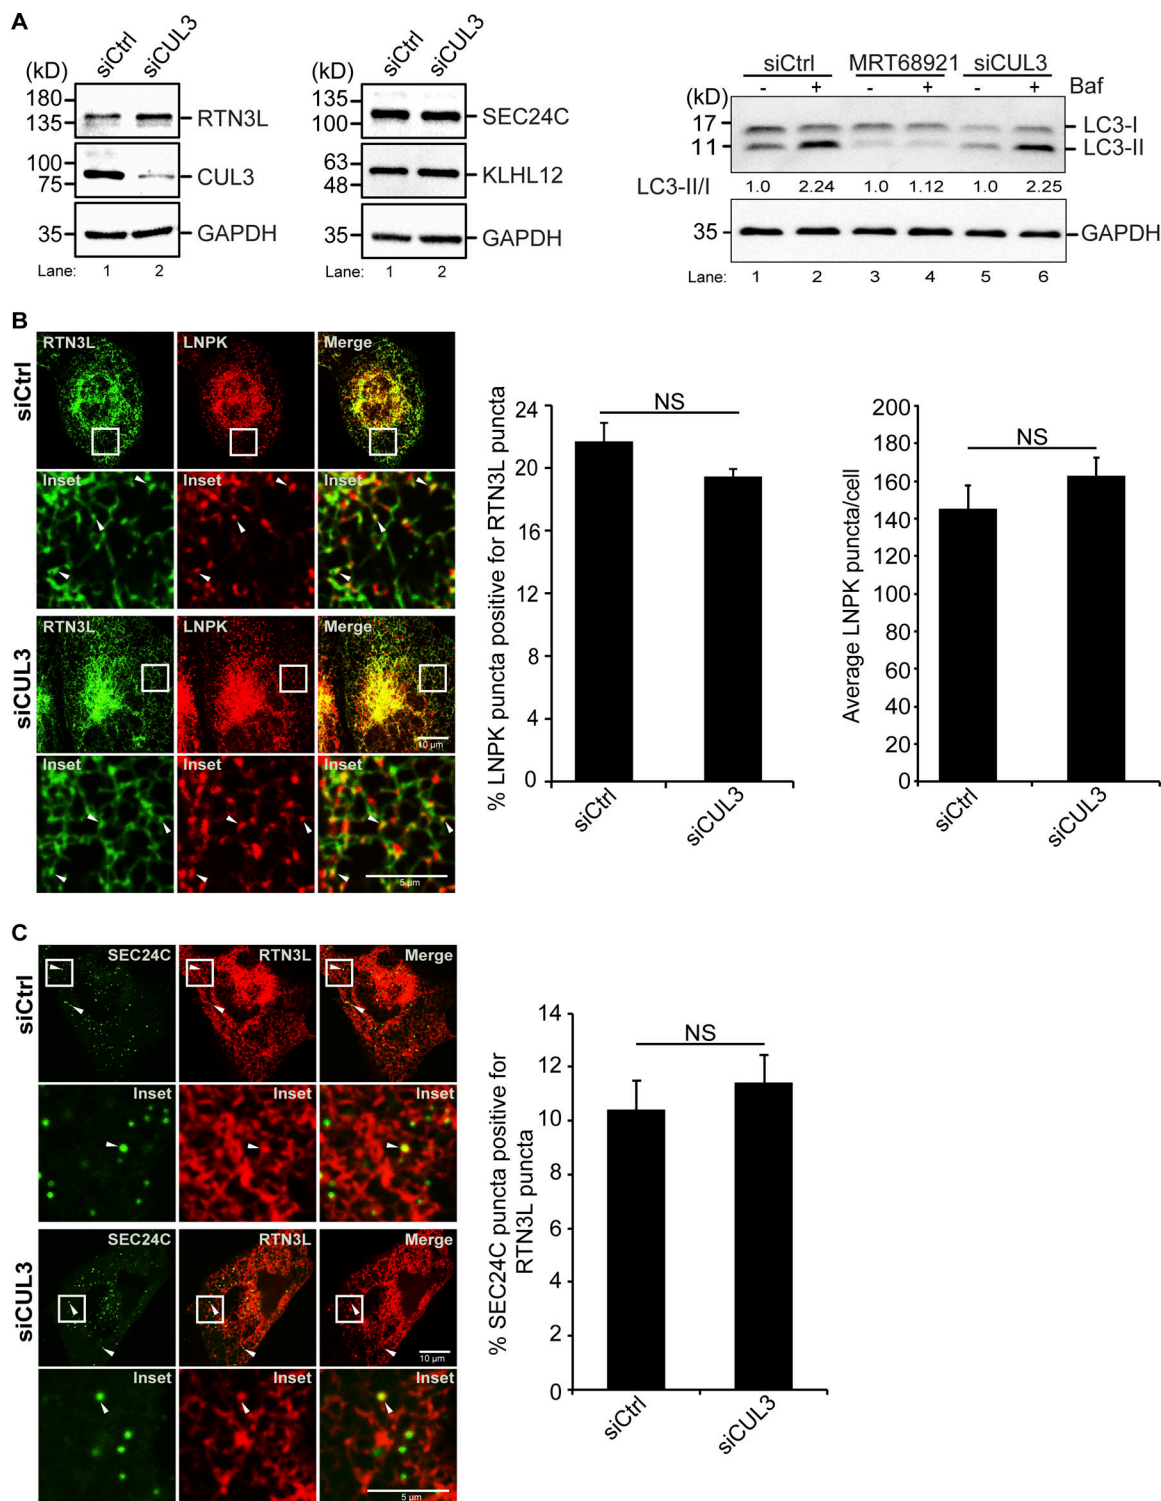 A
siCtrl siCUL3
(kD)
180
135
RTN3L
100
75
CUL3
35
GAPDH
Lane: 1 2
siCtrl siCUL3
(kD)
135
100
SEC24C
63
48
KLHL12
35
GAPDH
Lane: 1 2
siCtrl MRT68921 siCUL3
- + - + - + Baf
(kD)
17
LC3-I
11
LC3-II
LC3-II/I 1.0 2.24 1.0 1.12 1.0 2.25
35
GAPDH
Lane: 1 2 3 4 5 6
B
siCtrl
RTN3L LNPK Merge
Inset Inset Inset
siCUL3
RTN3L LNPK Merge
10 µm
Inset Inset Inset
5 µm
% LNPK puncta positive for RTN3L puncta
24
20
16
12
8
4
0
NS
siCtrl siCUL3
Average LNPK puncta/cell
200
180
160
140
120
100
80
60
40
20
0
NS
siCtrl siCUL3
C
siCtrl
SEC24C RTN3L Merge
Inset Inset Inset
siCUL3
SEC24C RTN3L Merge
10 µm
Inset Inset Inset
5 µm
% SEC24C puncta positive for
RTN3L puncta
14
12
10
8
6
4
2
0
NS
siCtrl siCUL3